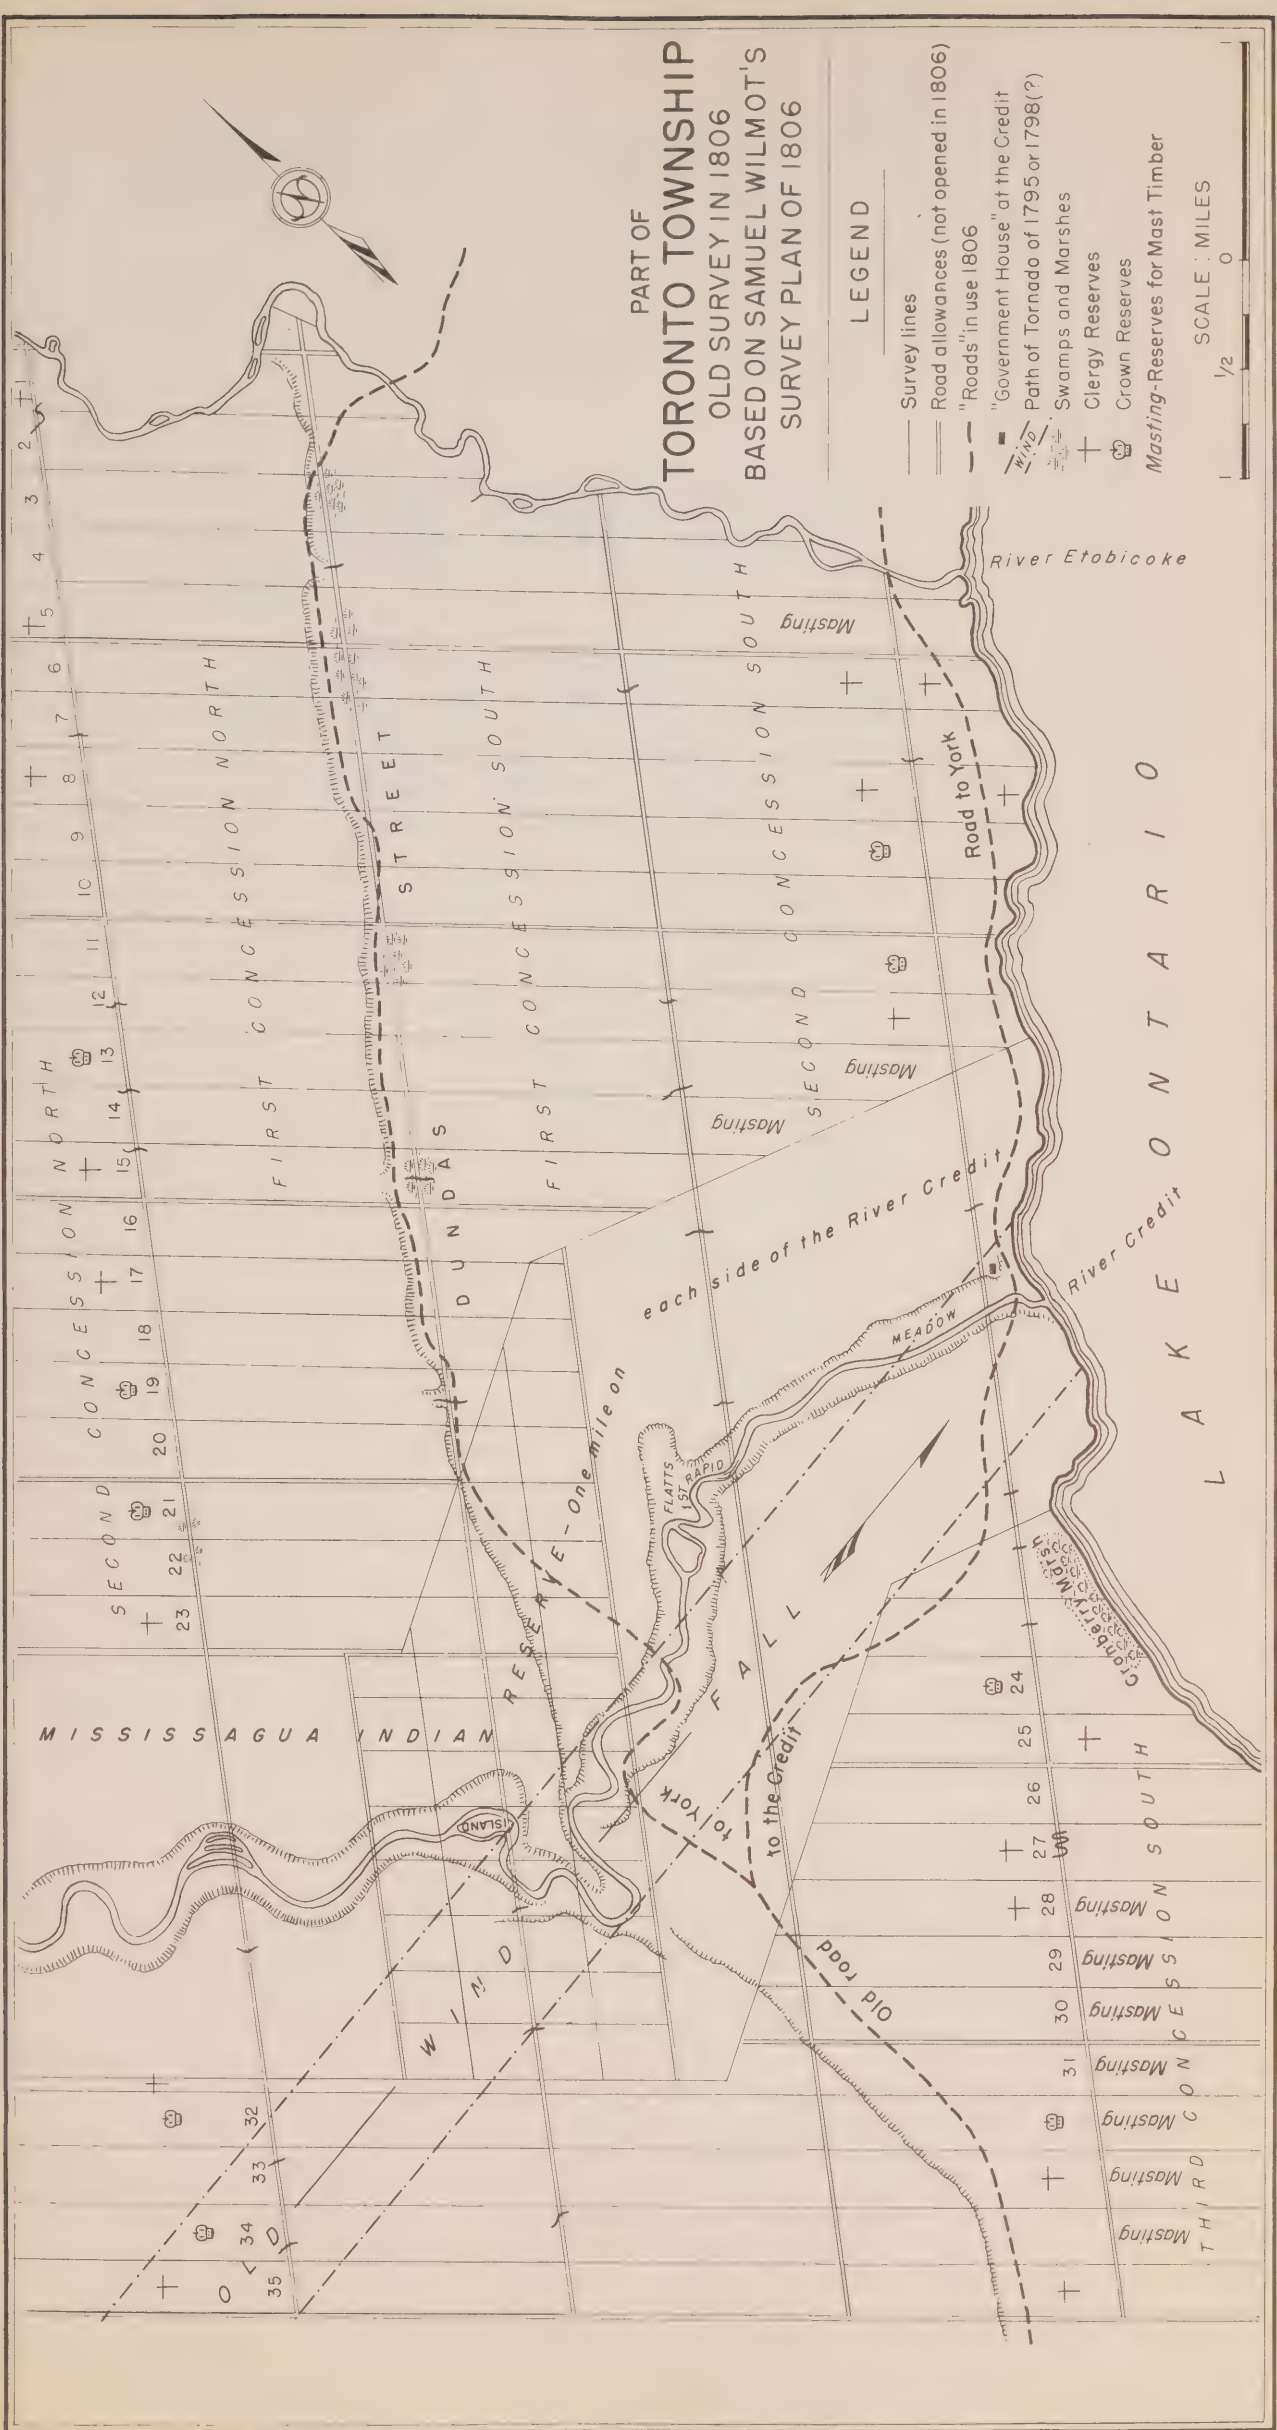 PART OF
TORONTO TOWNSHIP
OLD SURVEY IN 1806
BASED ON SAMUEL WILMOT'S
SURVEY PLAN OF 1806
LEGEND
Survey lines
Road allowances (not opened in 1806)
"Roads" in use 1806
"Government House" at the Credit
WIND
Path of Tornado of 1795 or 1798(?)
Swamps and Marshes
Clergy Reserves
Crown Reserves
Masting-Reserves for Mast Timber
SCALE : MILES
1 1/2 0
SECOND CONCESSION NORTH
35 34 33 32
23 22 21 20 19 18 17 16 15 14 13 12 11 10 9 8 7 6 5 4 3 2 1
FIRST CONCESSION NORTH
DUNDAS STREET
FIRST CONCESSION SOUTH
SECOND CONCESSION SOUTH
THIRD CONCESSION SOUTH
31 30 29 28 27 26 25 24
MISSISSAGUA INDIAN
RESERVE - One mile on
each side of the River Credit
ISLAND
FLATTS
1ST RAPID
MEADOW
WIND
FALL
OLD
to York
to the Credit
Old road
Road to York
River Etobicoke
River Credit
Cranberry Marsh
LAKE ONTARIO
Masting
Masting
Masting
Masting
Masting
Masting
Masting
Masting
Masting
Masting